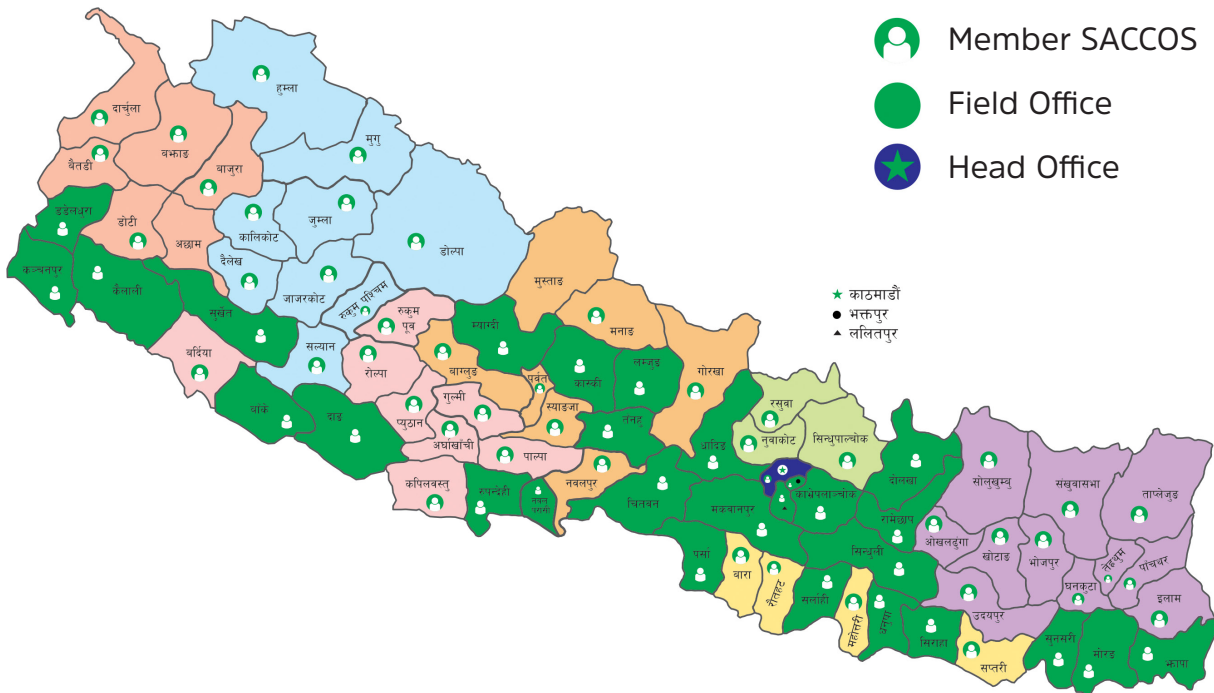 Member SACCOS
Field Office
Head Office
हुम्ला
दार्चुला
मुगु
बझाङ
बैतडी
बाजुरा
डडेलधुरा
डोटी
अछाम
कालिकोट
जुम्ला
डोल्पा
दैलेख
कञ्चनपुर
कैलाली
जाजरकोट
रुकुम पश्चिम
मुस्ताङ
सुर्खेत
रुकुम
पूर्व
म्याग्दी
मनाङ
काठमाडौं
भक्तपुर
ललितपुर
सल्यान
बर्दिया
रोल्पा
बाग्लुङ
पर्वत
कास्की
लम्जुङ
गोरखा
गुल्मी
स्याङजा
रसुवा
बांके
दाङ
प्युठान
तनहु
नुवाकोट
सिन्धुपाल्चोक
अर्घाखाँची
पाल्पा
धादिङ
दोलखा
सोलुखुम्बु
संखुवासभा
ताप्लेजुङ
कपिलवस्तु
रुपन्देही
नवलपुर
चितवन
मकवानपुर
काभ्रेपलाञ्चोक
रामेछाप
ओखलढुंगा
खोटाङ
भोजपुर
तेह्रथुम
पांचथर
सिन्धुली
पर्सा
बारा
रौतहट
सर्लाही
महोत्तरी
धनुषा
सिराहा
उदयपुर
धनकुटा
इलाम
सप्तरी
सुनसरी
मोरङ
झापा